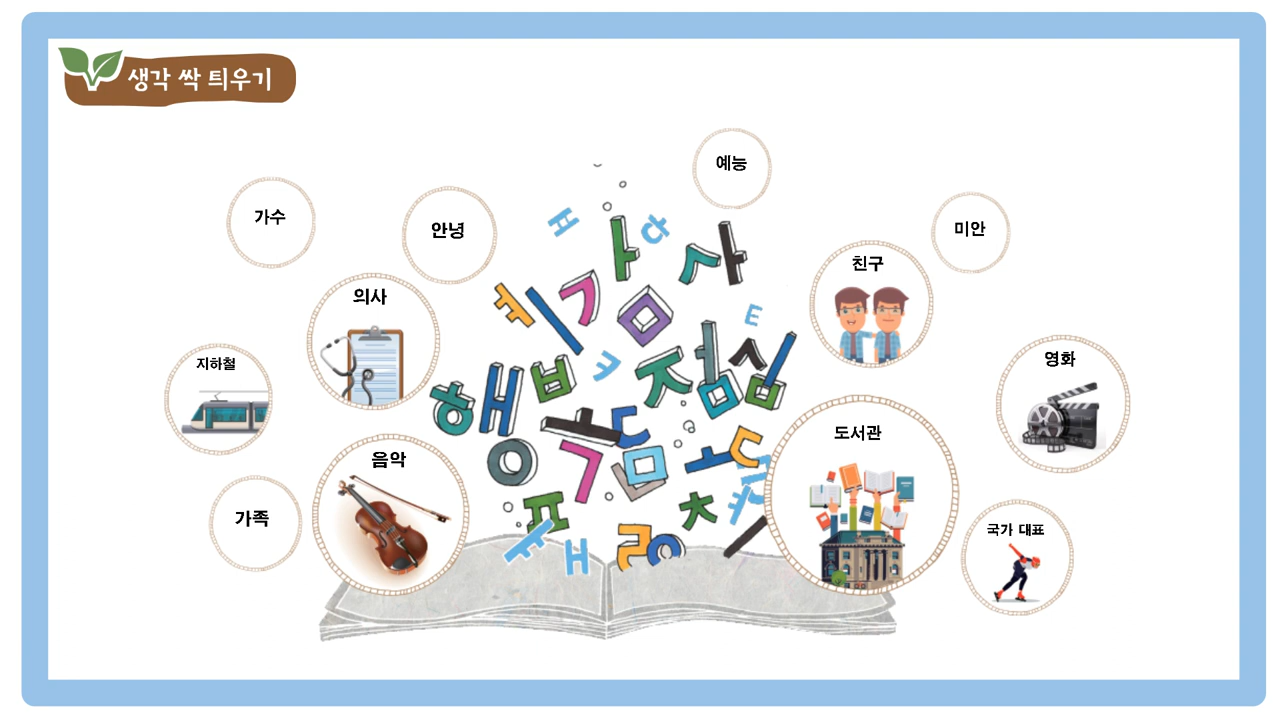 생각 싹 틔우기
예능
가수
안녕
미안
친구
의사
지하철
영화
도서관
음악
가족
국가 대표